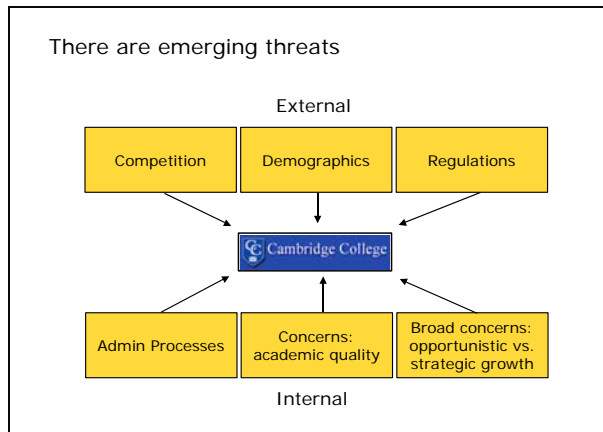 There are emerging threats
External
Competition
Demographics
Regulations
CC Cambridge College
Admin Processes
Concerns:
academic quality
Broad concerns:
opportunistic vs.
strategic growth
Internal